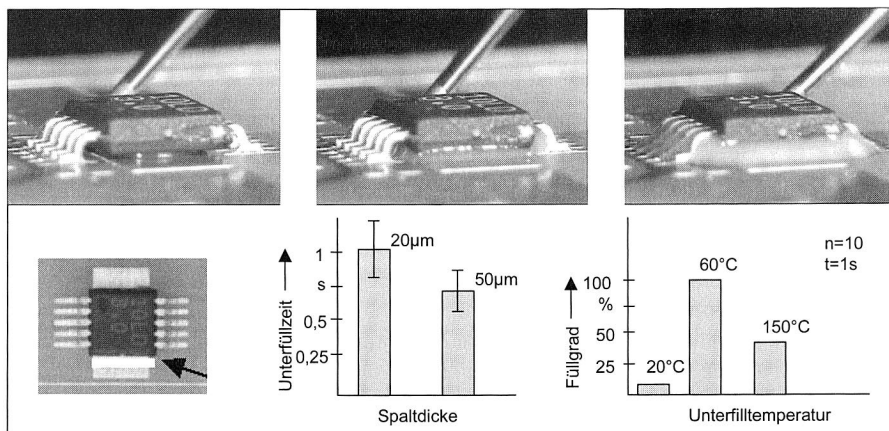 1
s
0,5
0,25
Unterfüllzeit
20µm
50µm
Spaltdicke
100
%
50
25
Füllgrad
20°C
60°C
150°C
n=10
t=1s
Unterfilltemperatur